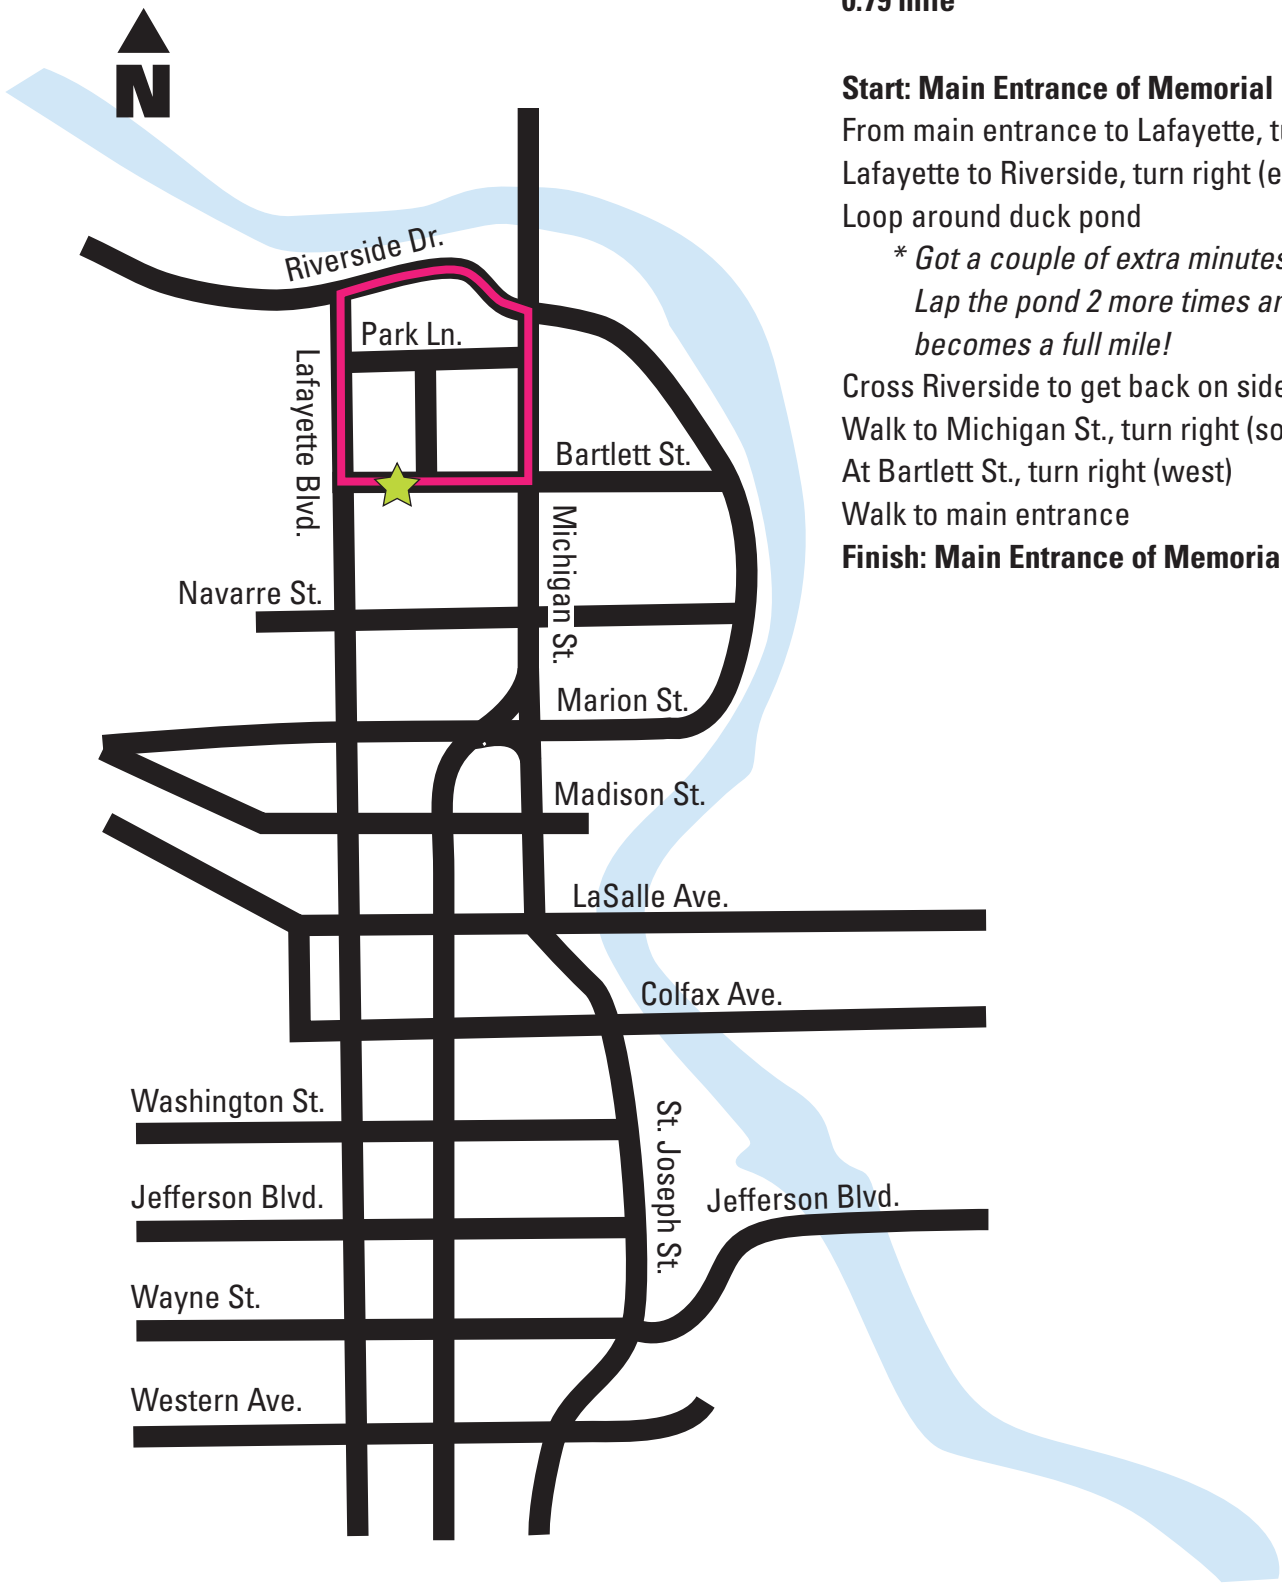 0.79 mile
N
Start: Main Entrance of Memorial
From main entrance to Lafayette, tu
Lafayette to Riverside, turn right (e
Loop around duck pond
* Got a couple of extra minutes
Lap the pond 2 more times an
becomes a full mile!
Cross Riverside to get back on side
Walk to Michigan St., turn right (so
At Bartlett St., turn right (west)
Walk to main entrance
Finish: Main Entrance of Memoria
Riverside Dr.
Park Ln.
Lafayette Blvd.
Bartlett St.
Michigan St.
Navarre St.
Marion St.
Madison St.
LaSalle Ave.
Colfax Ave.
Washington St.
St. Joseph St.
Jefferson Blvd.
Jefferson Blvd.
Wayne St.
Western Ave.